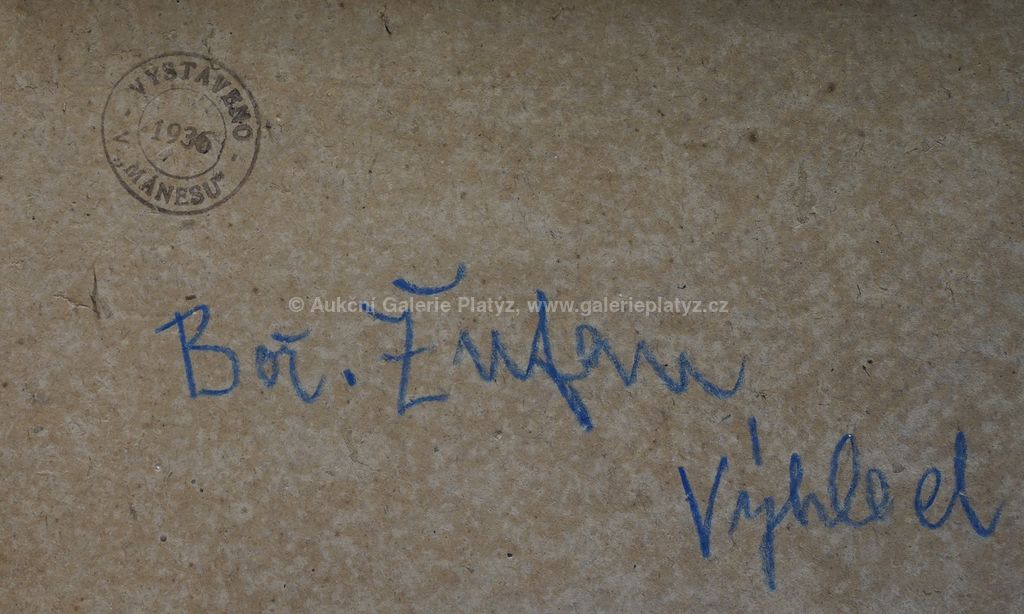 VYSTAVENO
1936
V „MÁNESU“
© Aukční Galerie Platýz, www.galerieplatyz.cz
Boř. Žufan
Výhled